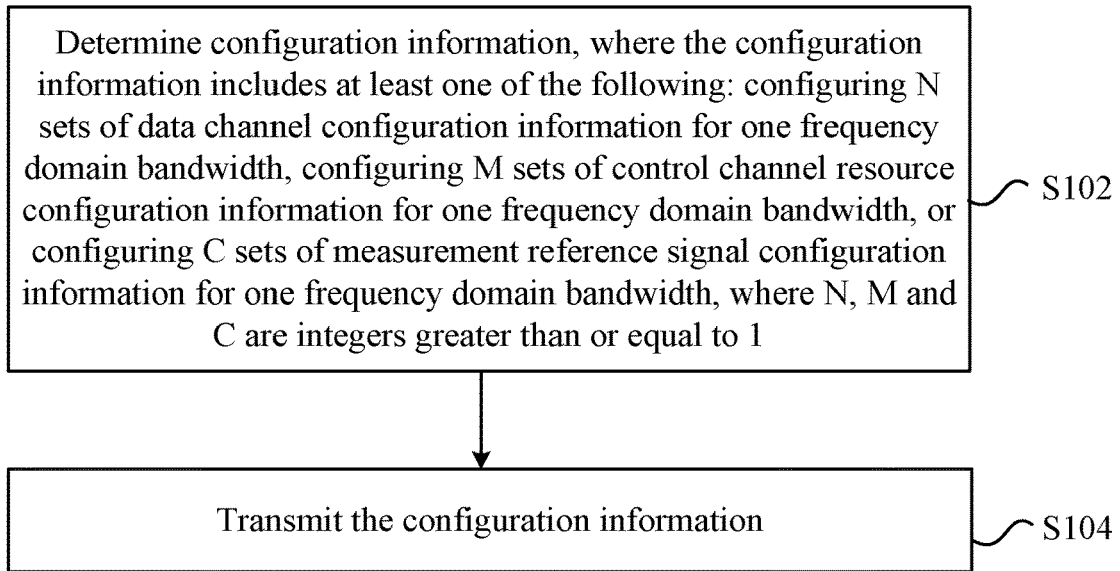 Determine configuration information, where the configuration
information includes at least one of the following: configuring N
sets of data channel configuration information for one frequency
domain bandwidth, configuring M sets of control channel resource
configuration information for one frequency domain bandwidth, or
configuring C sets of measurement reference signal configuration
information for one frequency domain bandwidth, where N, M and
C are integers greater than or equal to 1
S102
Transmit the configuration information
S104